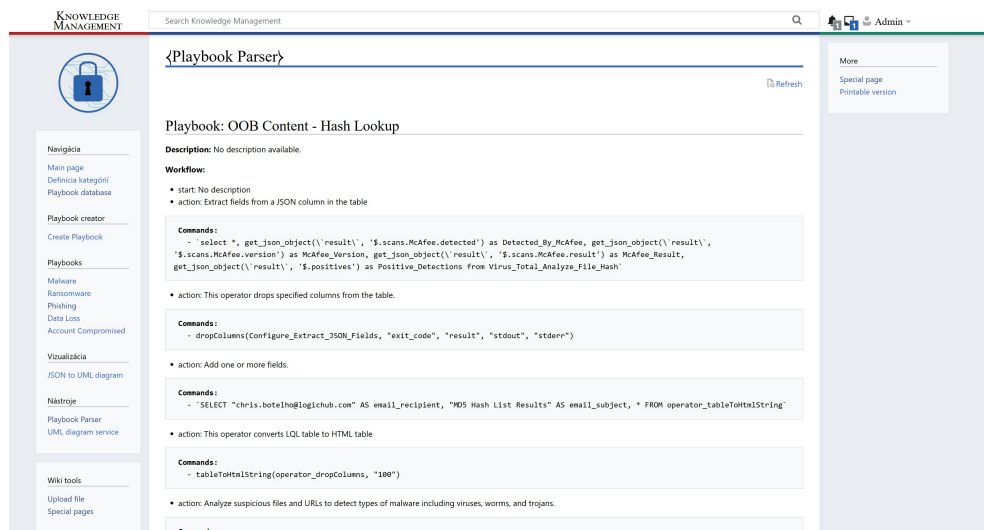 KNOWLEDGE
MANAGEMENT
Search Knowledge Management
1
1
Admin
Navigácia
Main page
Definícia kategórií
Playbook database
Playbook creator
Create Playbook
Playbooks
Malware
Ransomware
Phishing
Data Loss
Account Compromised
Vizualizácia
JSON to UML diagram
Nástroje
Playbook Parser
UML diagram service
Wiki tools
Upload file
Special pages
{Playbook Parser}
Refresh
Playbook: OOB Content - Hash Lookup
Description: No description available.
Workflow:
• start: No description
• action: Extract fields from a JSON column in the table
Commands:
- `select *, get_json_object(\`result\`, '$.scans.McAfee.detected') as Detected_By_McAfee, get_json_object(\`result\`,
'$.scans.McAfee.version') as McAfee_Version, get_json_object(\`result\`, '$.scans.McAfee.result') as McAfee_Result,
get_json_object(\`result\`, '$.positives') as Positive_Detections from Virus_Total_Analyze_File_Hash`
• action: This operator drops specified columns from the table.
Commands:
- dropColumns(Configure_Extract_JSON_Fields, "exit_code", "result", "stdout", "stderr")
• action: Add one or more fields.
Commands:
- `SELECT "chris.botelho@logichub.com" AS email_recipient, "MD5 Hash List Results" AS email_subject, * FROM operator_tableToHtmlString`
• action: This operator converts LQL table to HTML table
Commands:
- tableToHtmlString(operator_dropColumns, "100")
• action: Analyze suspicious files and URLs to detect types of malware including viruses, worms, and trojans.
More
Special page
Printable version